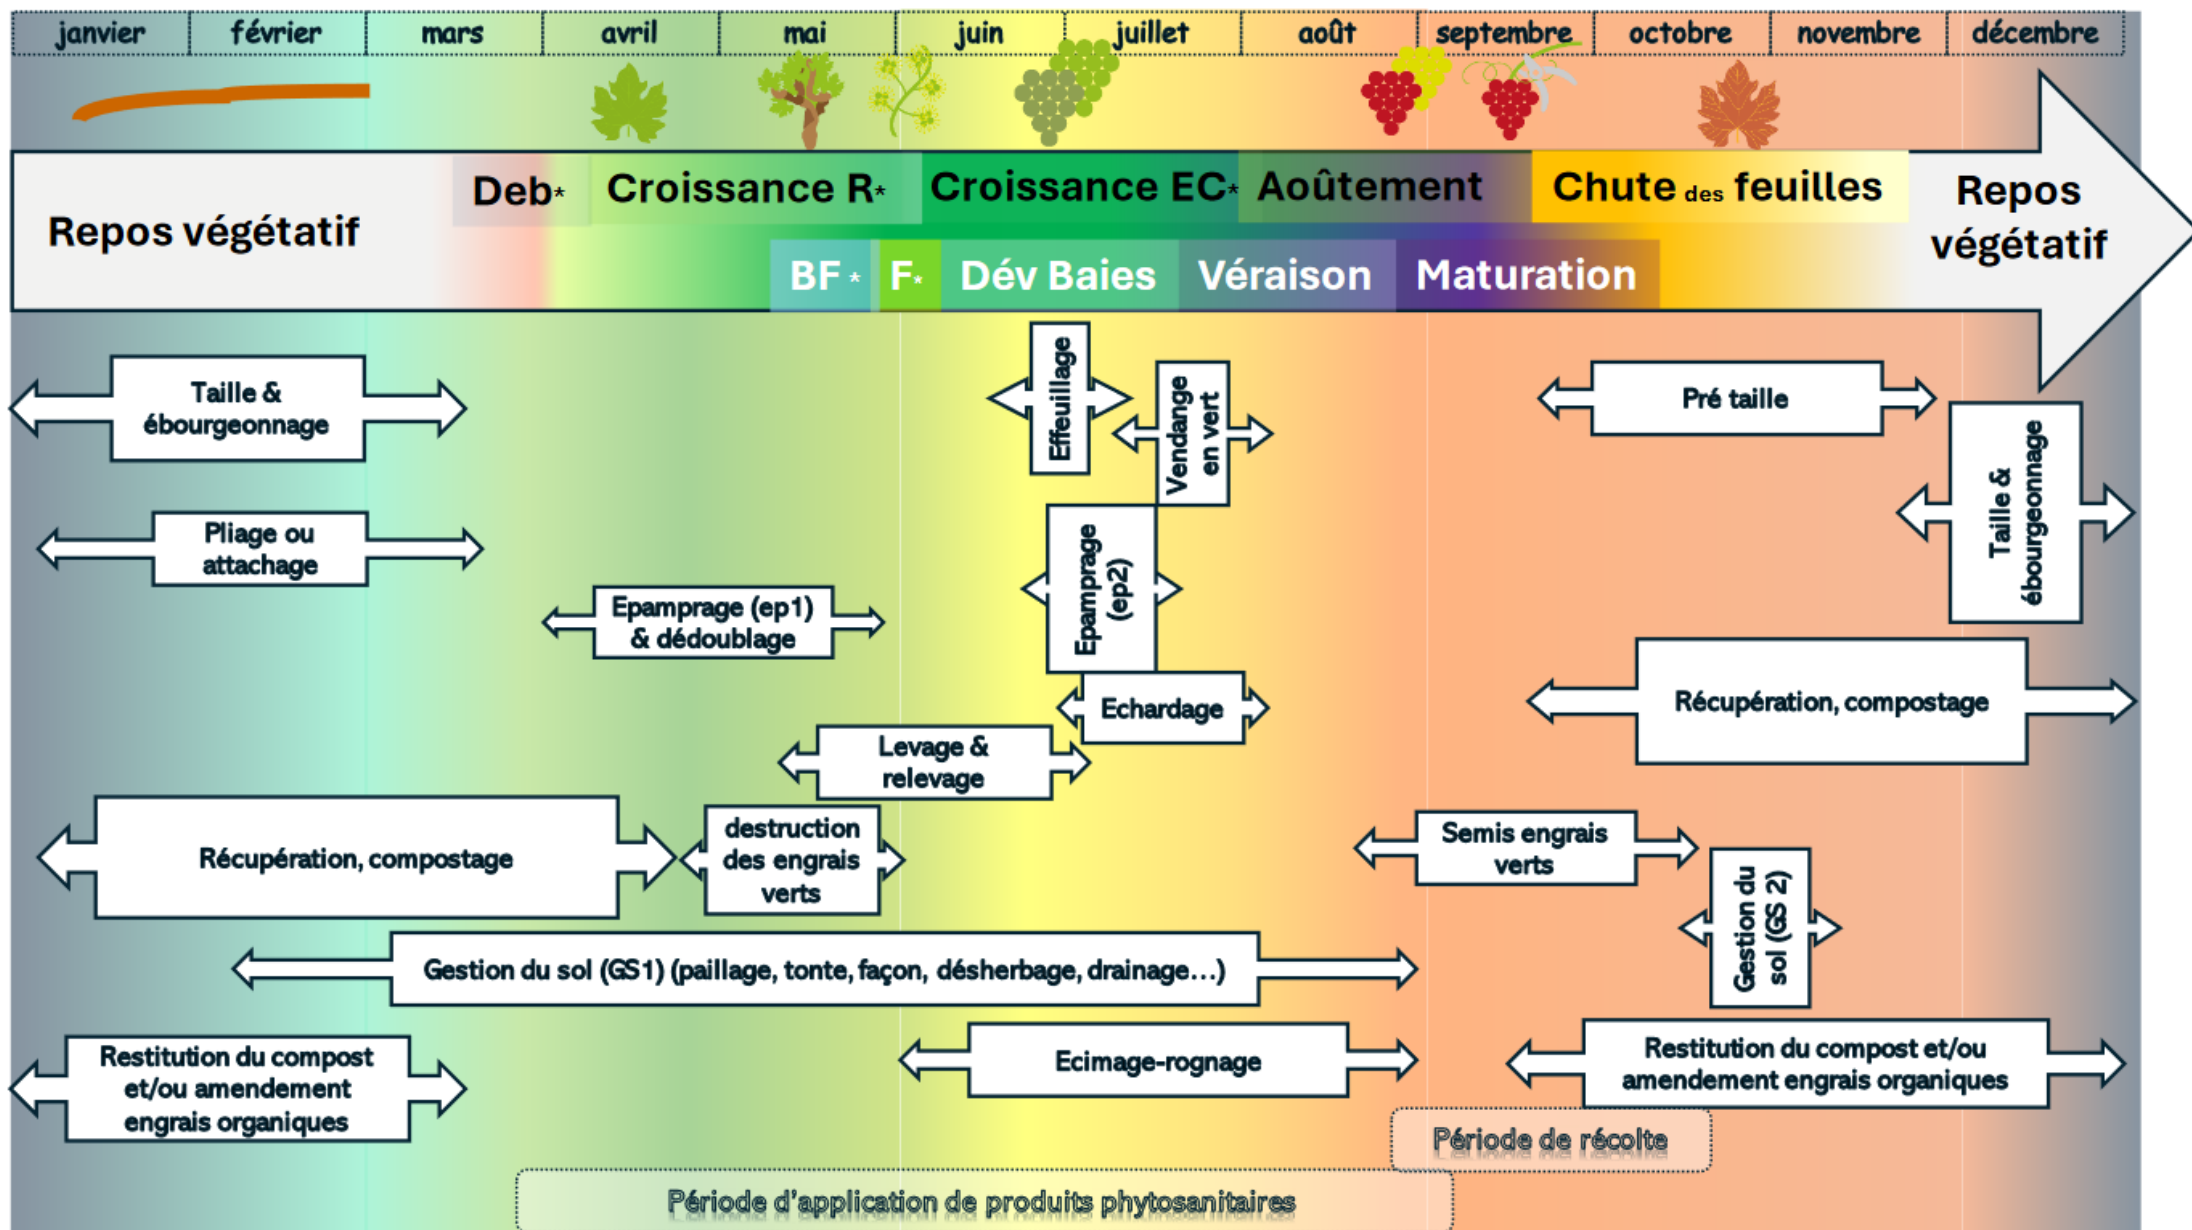 janvier
février
mars
avril
mai
juin
juillet
août
septembre
octobre
novembre
décembre
Repos végétatif
Deb*
Croissance R*
Croissance EC*
Aoûtement
Chute des feuilles
Repos
végétatif
BF *
F*
Dév Baies
Véraison
Maturation
Taille &
ébourgeonnage
Effeuillage
Vendange
en vert
Pré taille
Taille &
ébourgeonnage
Pliage ou
attachage
Epamprage (ep1)
& dédoublage
Epamprage
(ep2)
Echardage
Récupération, compostage
Levage &
relevage
Récupération, compostage
destruction
des engrais
verts
Semis engrais
verts
Gestion du
sol (GS 2)
Gestion du sol (GS1) (paillage, tonte, façon, désherbage, drainage...)
Restitution du compost
et/ou amendement
engrais organiques
Ecimage-rognage
Restitution du compost et/ou
amendement engrais organiques
Période de récolte
Période d'application de produits phytosanitaires